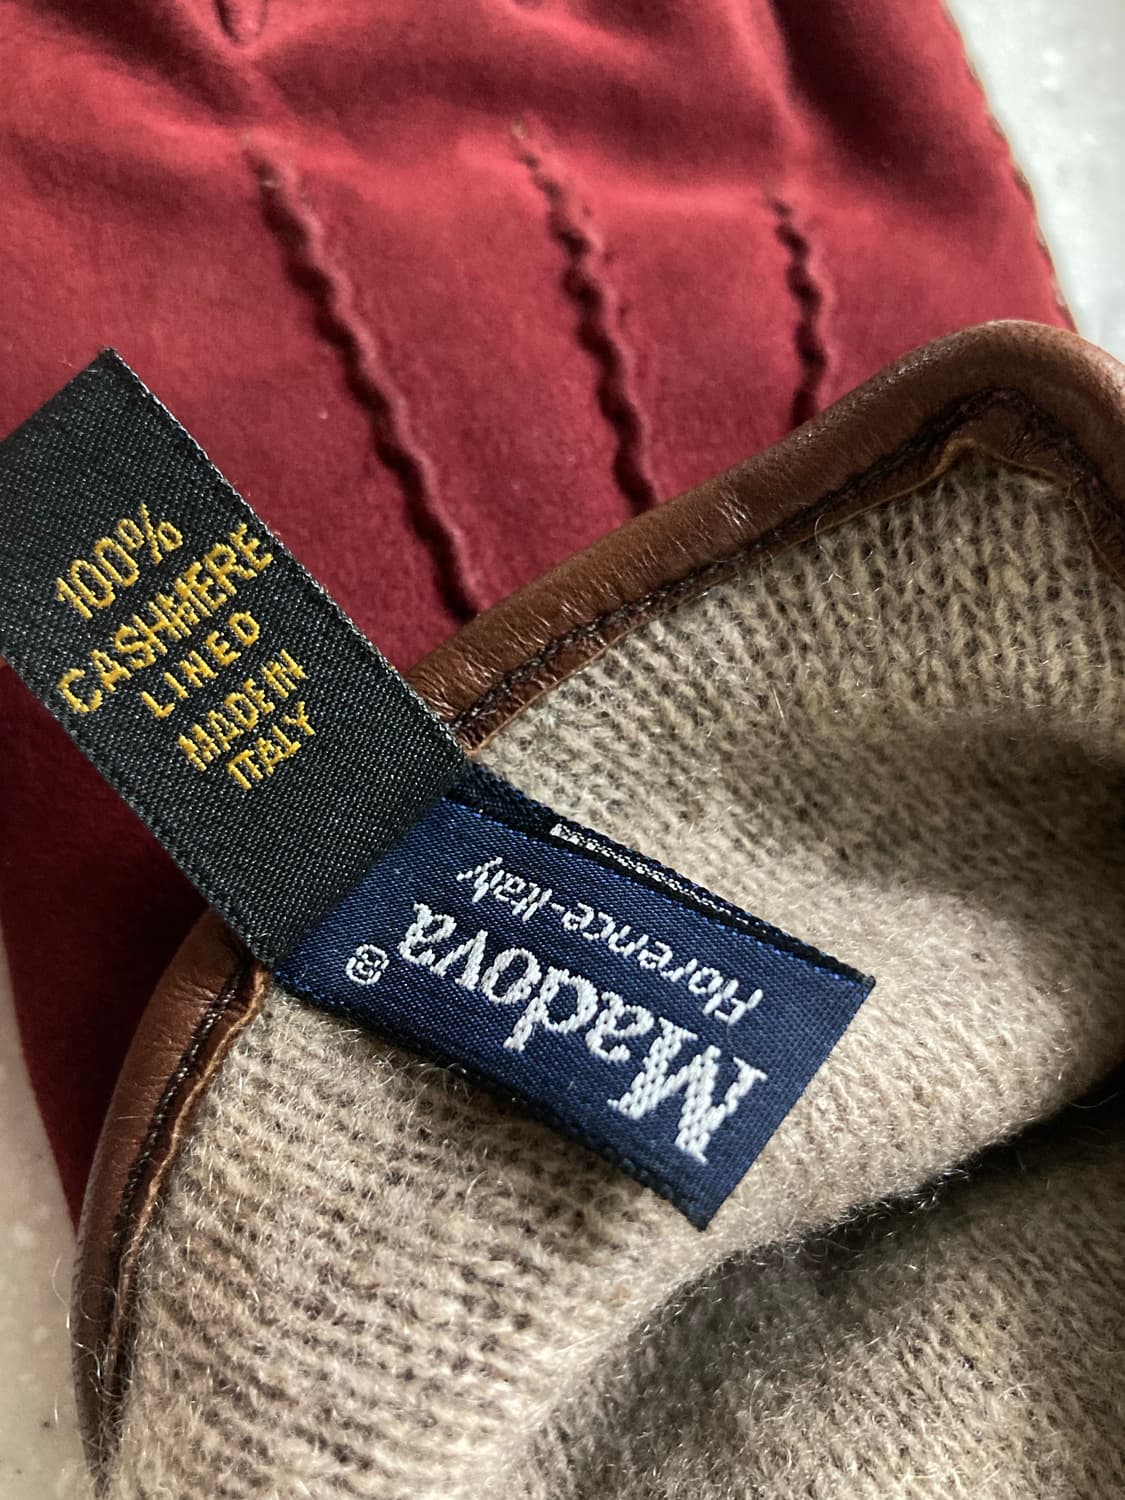 100%
CASHMERE
LINED
MADE IN
ITALY
Madova®
Florence-Italy